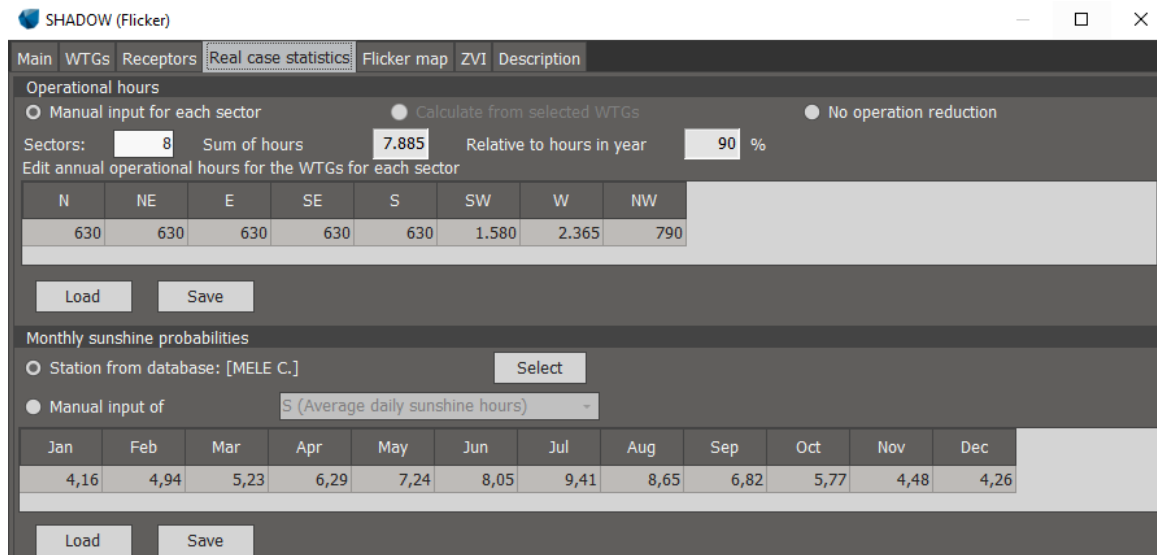 SHADOW (Flicker)
Main WTGs Receptors Real case statistics Flicker map ZVI Description
Operational hours
Manual input for each sector Calculate from selected WTGs No operation reduction
Sectors: 8 Sum of hours 7.885 Relative to hours in year 90 %
Edit annual operational hours for the WTGs for each sector
N NE E SE S SW W NW
630 630 630 630 630 1.580 2.365 790
Load Save
Monthly sunshine probabilities
Station from database: [MELE C.] Select
Manual input of S (Average daily sunshine hours)
Jan Feb Mar Apr May Jun Jul Aug Sep Oct Nov Dec
4,16 4,94 5,23 6,29 7,24 8,05 9,41 8,65 6,82 5,77 4,48 4,26
Load Save